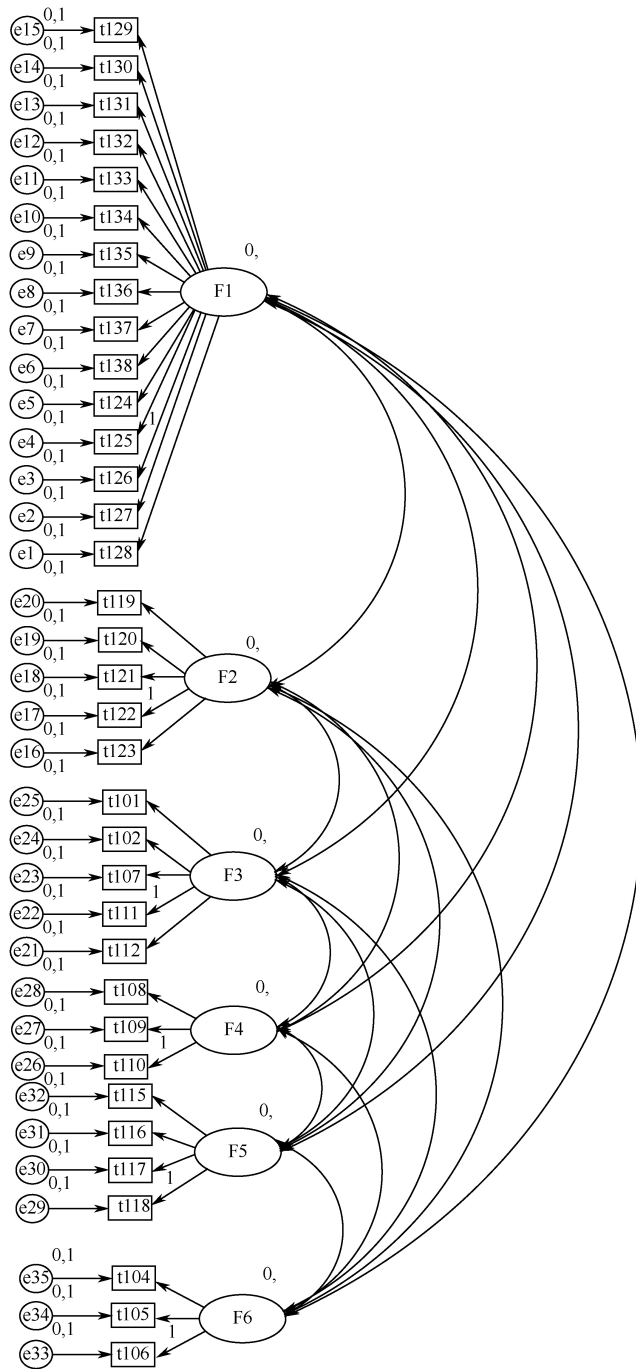 0,1
e15 t129
0,1
e14 t130
0,1
e13 t131
0,1
e12 t132
0,1
e11 t133
0,1
e10 t134
0,1
e9 t135
0,
0,1
e8 t136 F1
0,1
e7 t137
0,1
e6 t138
0,1
e5 t124
0,1 1
e4 t125
0,1
e3 t126
0,1
e2 t127
0,1
e1 t128
0,1
e20 t119
0,1
e19 t120
0,1 0,
e18 t121 F2
0,1 1
e17 t122
0,1
e16 t123
0,1
e25 t101
0,1
e24 t102
0,1 0,
e23 t107 F3
0,1 1
e22 t111
0,1
e21 t112
0,1
e28 t108
0,1 0,
e27 t109 F4
0,1 1
e26 t110
0,1
e32 t115
0,1 0,
e31 t116
0,1 F5
e30 t117
0,1 1
e29 t118
0,1
e35 t104
0,1 0,
e34 t105 F6
0,1 1
e33 t106